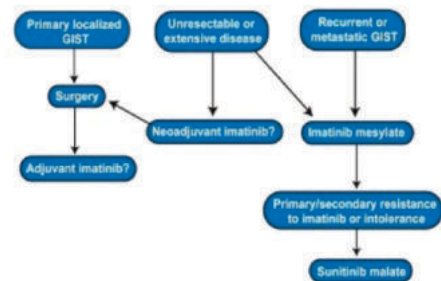 Primary localized
GIST
Unresectable or
extensive disease
Recurrent or
metastatic GIST
Surgery
Neoadjuvant imatinib?
Imatinib mesylate
Adjuvant imatinib?
Primary/secondary resistance
to imatinib or intolerance
Sunitinib malate